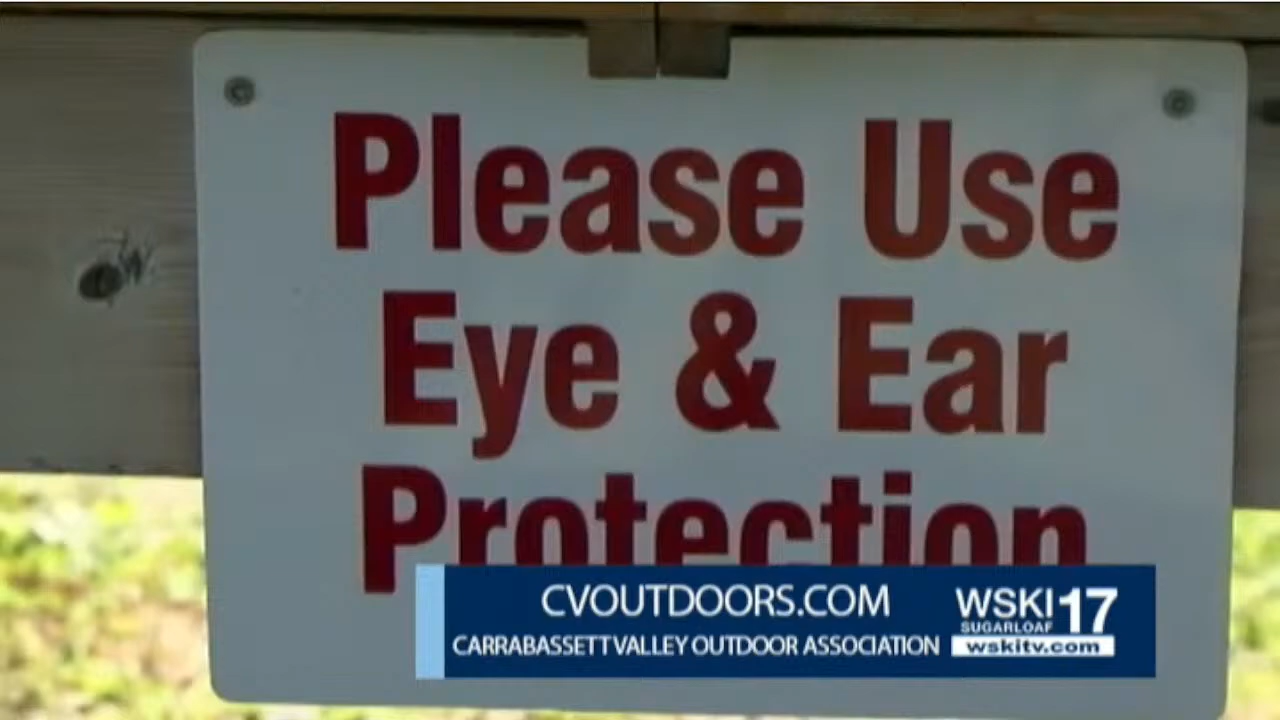 Please Use
Eye & Ear
Protection
CVOUTDOORS.COM
CARRABASSETT VALLEY OUTDOOR ASSOCIATION
WSKI 17
SUGARLOAF
wskitv.com